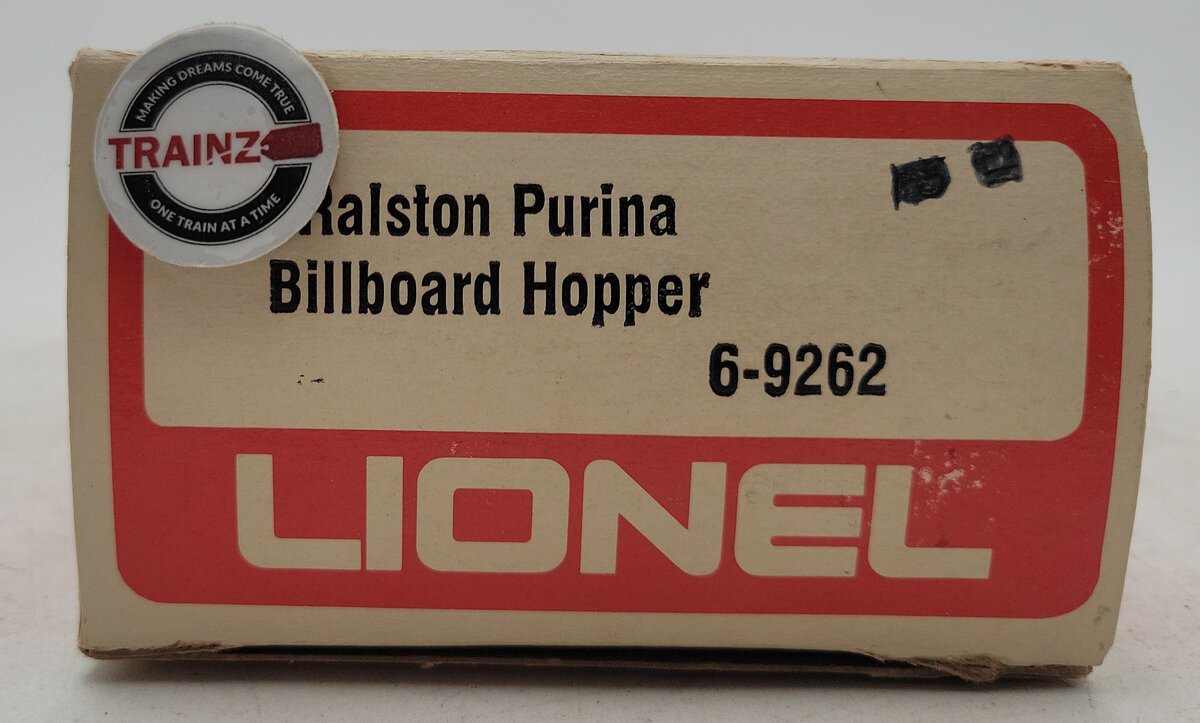 MAKING DREAMS COME TRUE
TRAINZ
ONE TRAIN AT A TIME
Ralston Purina
Billboard Hopper
6-9262
LIONEL